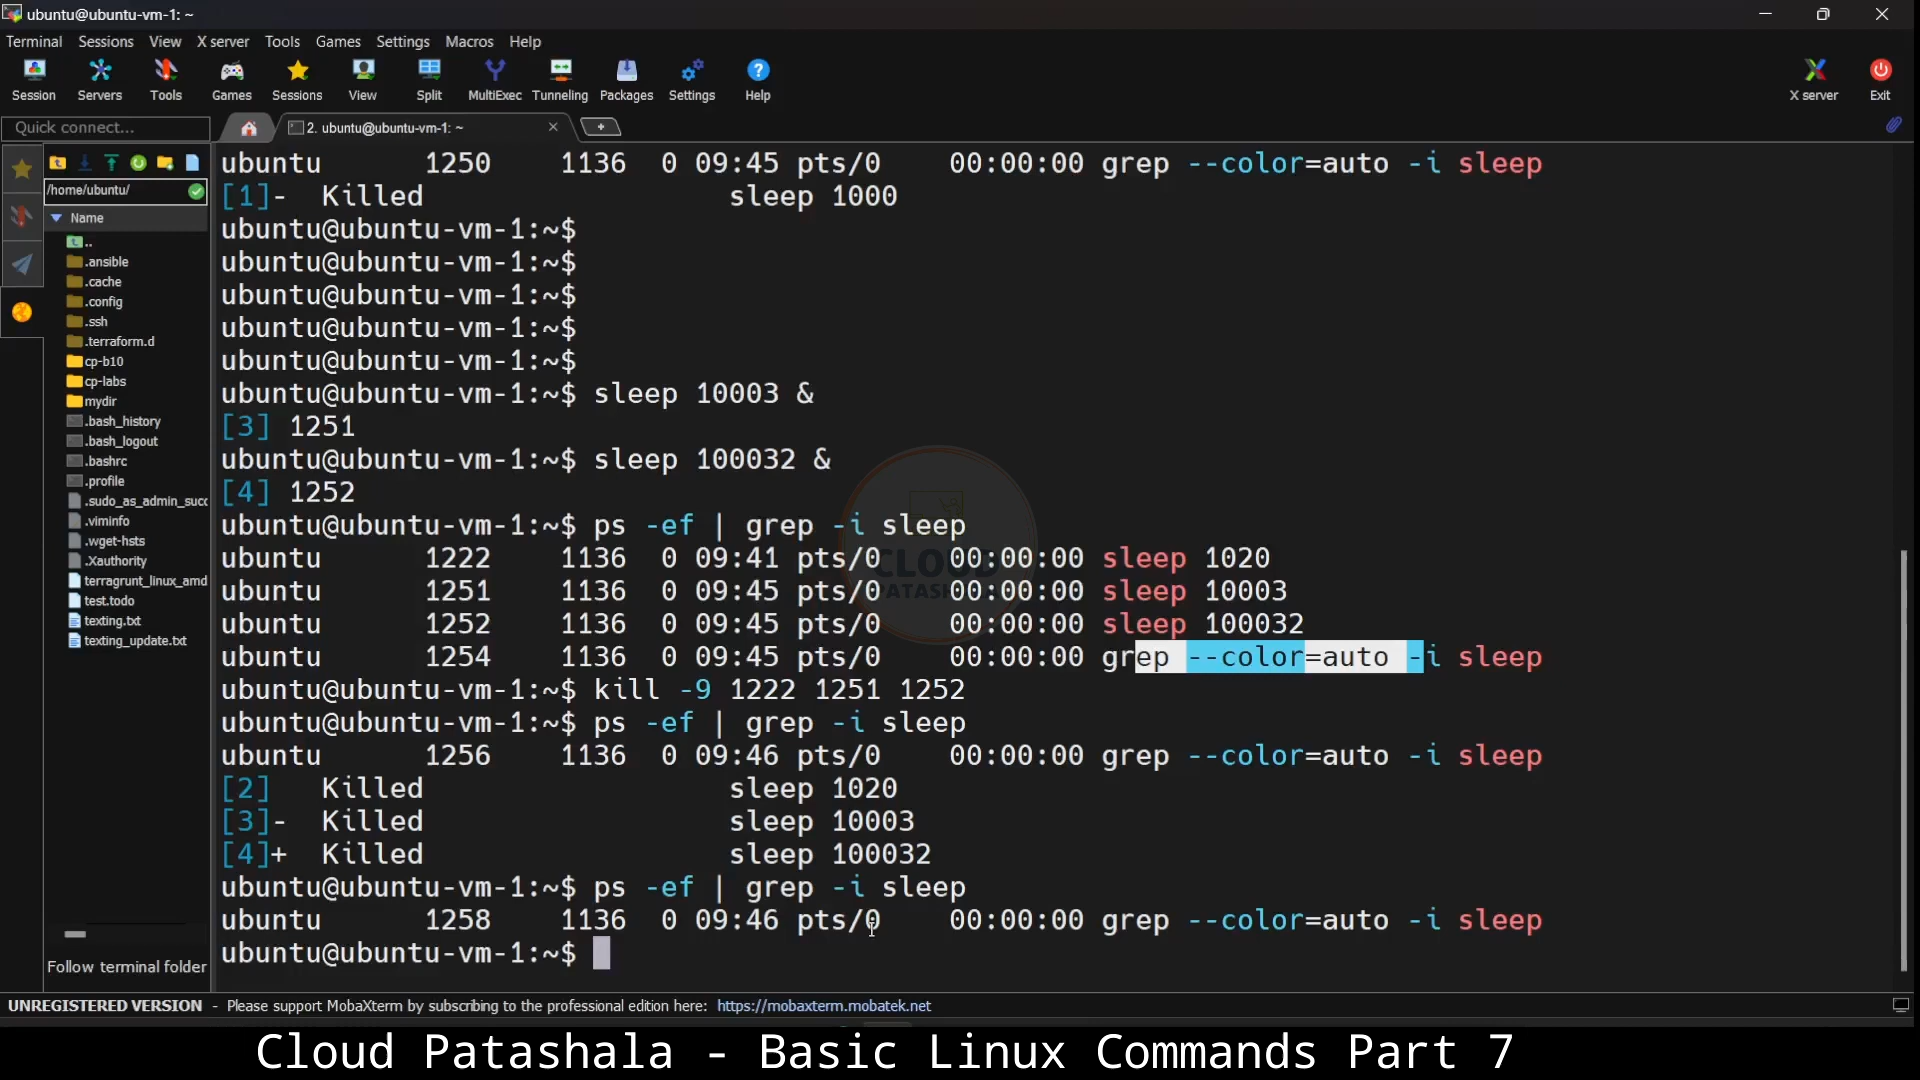 ubuntu@ubuntu-vm-1: ~
Terminal Sessions View X server Tools Games Settings Macros Help
Session Servers Tools Games Sessions View Split MultiExec Tunneling Packages Settings Help X server Exit
Quick connect...
2. ubuntu@ubuntu-vm-1: ~
/home/ubuntu/
Name
..
.ansible
.cache
.config
.ssh
.terraform.d
cp-b10
cp-labs
mydir
.bash_history
.bash_logout
.bashrc
.profile
.sudo_as_admin_succ
.viminfo
.wget-hsts
.Xauthority
terragrunt_linux_amd
test.todo
texting.txt
texting_update.txt
Follow terminal folder
ubuntu 1250 1136 0 09:45 pts/0 00:00:00 grep --color=auto -i sleep
[1]- Killed sleep 1000
ubuntu@ubuntu-vm-1:~$
ubuntu@ubuntu-vm-1:~$
ubuntu@ubuntu-vm-1:~$
ubuntu@ubuntu-vm-1:~$
ubuntu@ubuntu-vm-1:~$
ubuntu@ubuntu-vm-1:~$ sleep 10003 &
[3] 1251
ubuntu@ubuntu-vm-1:~$ sleep 100032 &
[4] 1252
ubuntu@ubuntu-vm-1:~$ ps -ef | grep -i sleep
ubuntu 1222 1136 0 09:41 pts/0 00:00:00 sleep 1020
ubuntu 1251 1136 0 09:45 pts/0 00:00:00 sleep 10003
ubuntu 1252 1136 0 09:45 pts/0 00:00:00 sleep 100032
ubuntu 1254 1136 0 09:45 pts/0 00:00:00 grep --color=auto -i sleep
ubuntu@ubuntu-vm-1:~$ kill -9 1222 1251 1252
ubuntu@ubuntu-vm-1:~$ ps -ef | grep -i sleep
ubuntu 1256 1136 0 09:46 pts/0 00:00:00 grep --color=auto -i sleep
[2] Killed sleep 1020
[3]- Killed sleep 10003
[4]+ Killed sleep 100032
ubuntu@ubuntu-vm-1:~$ ps -ef | grep -i sleep
ubuntu 1258 1136 0 09:46 pts/0 00:00:00 grep --color=auto -i sleep
ubuntu@ubuntu-vm-1:~$
CLOUD
UNREGISTERED VERSION - Please support MobaXterm by subscribing to the professional edition here: https://mobaxterm.mobatek.net
Cloud Patashala - Basic Linux Commands Part 7